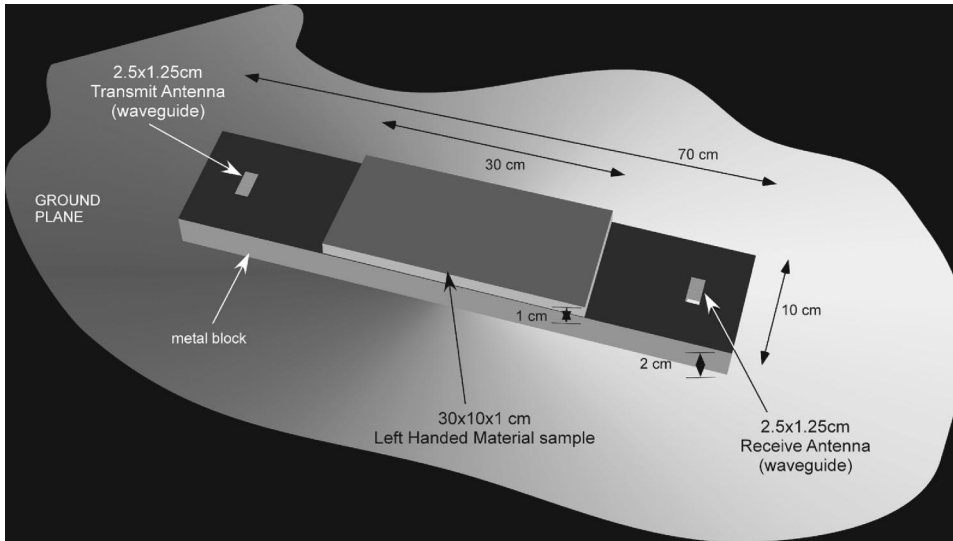 2.5x1.25cm
Transmit Antenna
(waveguide)
70 cm
30 cm
GROUND
PLANE
10 cm
1 cm
metal block
2 cm
30x10x1 cm
Left Handed Material sample
2.5x1.25cm
Receive Antenna
(waveguide)